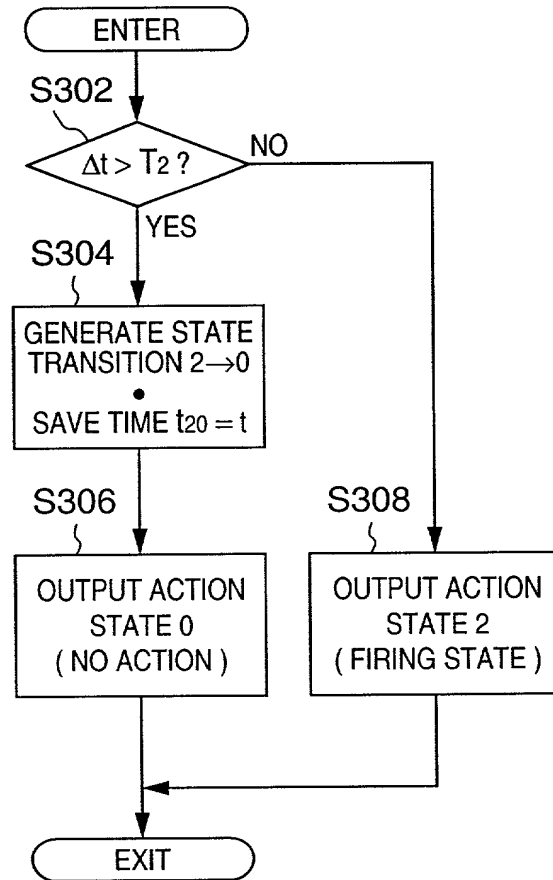 ENTER
S302
Δt > T2 ?
NO
YES
S304
GENERATE STATE
TRANSITION 2→0
•
SAVE TIME t20 = t
S306
OUTPUT ACTION
STATE 0
( NO ACTION )
S308
OUTPUT ACTION
STATE 2
( FIRING STATE )
EXIT